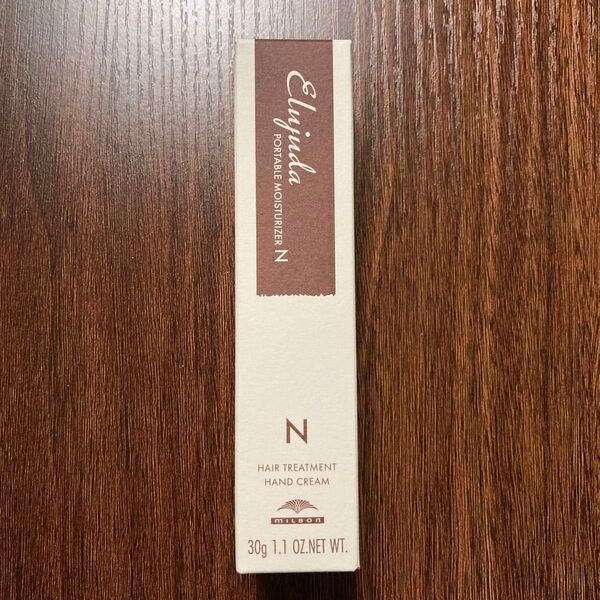 Elujuda
PORTABLE MOISTURIZER N
N
HAIR TREATMENT
HAND CREAM
MILBON
30g 1.1 OZ.NET WT.